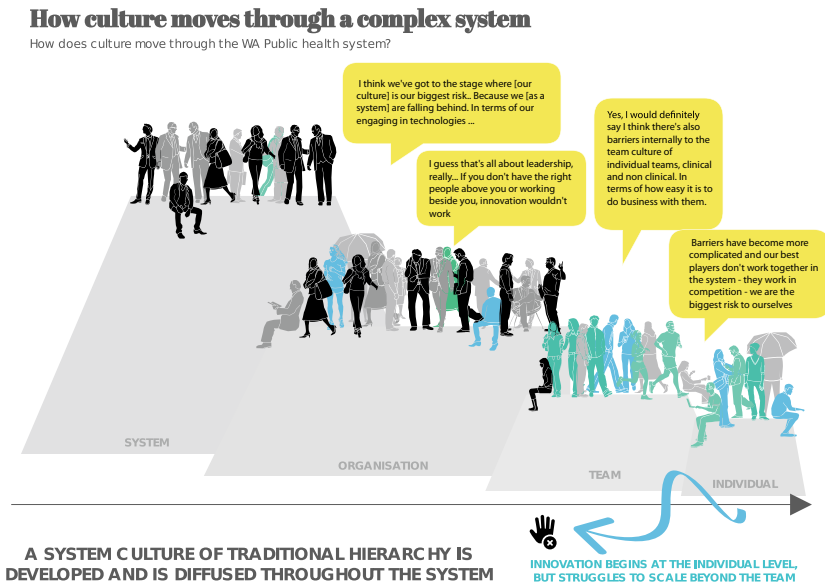 How culture moves through a complex system
How does culture move through the WA Public health system?
I think we've got to the stage where [our
culture] is our biggest risk.. Because we [as a
system] are falling behind. In terms of our
engaging in technologies ...
I guess that's all about leadership,
really... If you don't have the right
people above you or working
beside you, innovation wouldn't
work
Yes, I would definitely
say I think there's also
barriers internally to the
team culture of
individual teams, clinical
and non clinical. In
terms of how easy it is to
do business with them.
Barriers have become more
complicated and our best
players don't work together in
the system - they work in
competition - we are the
biggest risk to ourselves
SYSTEM
ORGANISATION
TEAM
INDIVIDUAL
A SYSTEM CULTURE OF TRADITIONAL HIERARCHY IS
DEVELOPED AND IS DIFFUSED THROUGHOUT THE SYSTEM
INNOVATION BEGINS AT THE INDIVIDUAL LEVEL,
BUT STRUGGLES TO SCALE BEYOND THE TEAM